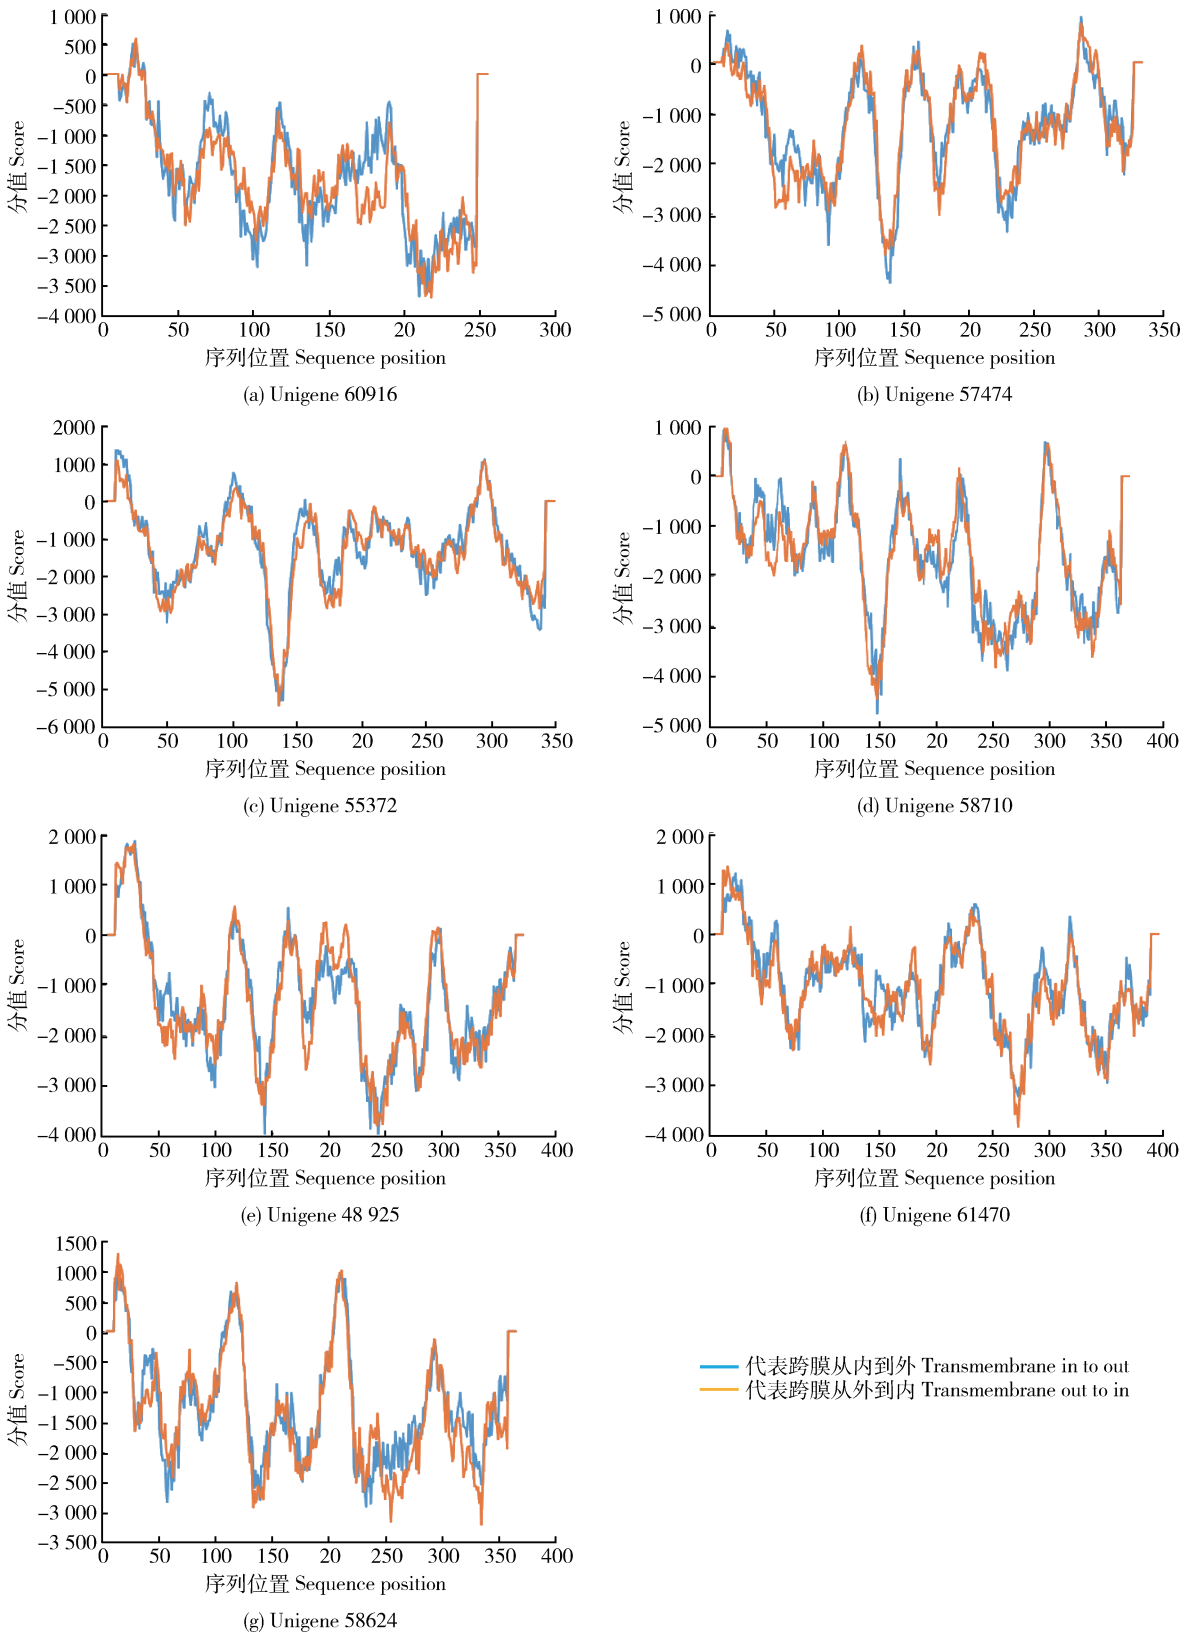 1 000
500
0
−500
−1 000
−1 500
−2 000
−2 500
−3 000
−3 500
−4 000
分值 Score
0 50 100 150 20 250 300
序列位置 Sequence position
(a) Unigene 60916
1 000
0
−1 000
−2 000
−3 000
−4 000
−5 000
分值 Score
0 50 100 150 20 250 300 350
序列位置 Sequence position
(b) Unigene 57474
2000
1000
0
−1 000
−2 000
−3 000
−4 000
−5 000
−6 000
分值 Score
0 50 100 150 20 250 300 350
序列位置 Sequence position
(c) Unigene 55372
1 000
0
−1 000
−2 000
−3 000
−4 000
−5 000
分值 Score
0 50 100 150 20 250 300 350 400
序列位置 Sequence position
(d) Unigene 58710
2 000
1 000
0
−1 000
−2 000
−3 000
−4 000
分值 Score
0 50 100 150 20 250 300 350 400
序列位置 Sequence position
(e) Unigene 48 925
2 000
1 000
0
−1 000
−2 000
−3 000
−4 000
分值 Score
0 50 100 150 20 250 300 350 400
序列位置 Sequence position
(f) Unigene 61470
1500
1000
500
0
−500
−1 000
−1 500
−2 000
−2 500
−3 000
−3 500
分值 Score
0 50 100 150 20 250 300 350 400
序列位置 Sequence position
(g) Unigene 58624
代表跨膜从内到外 Transmembrane in to out
代表跨膜从外到内 Transmembrane out to in